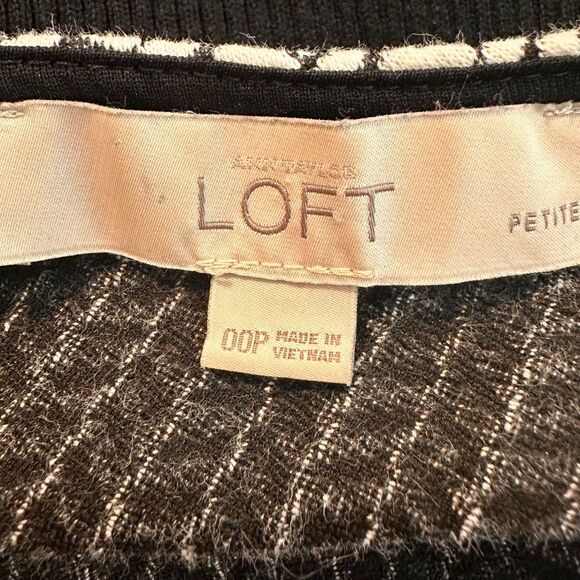 ANN TAYLOR
LOFT
PETITE
00P MADE IN
VIETNAM